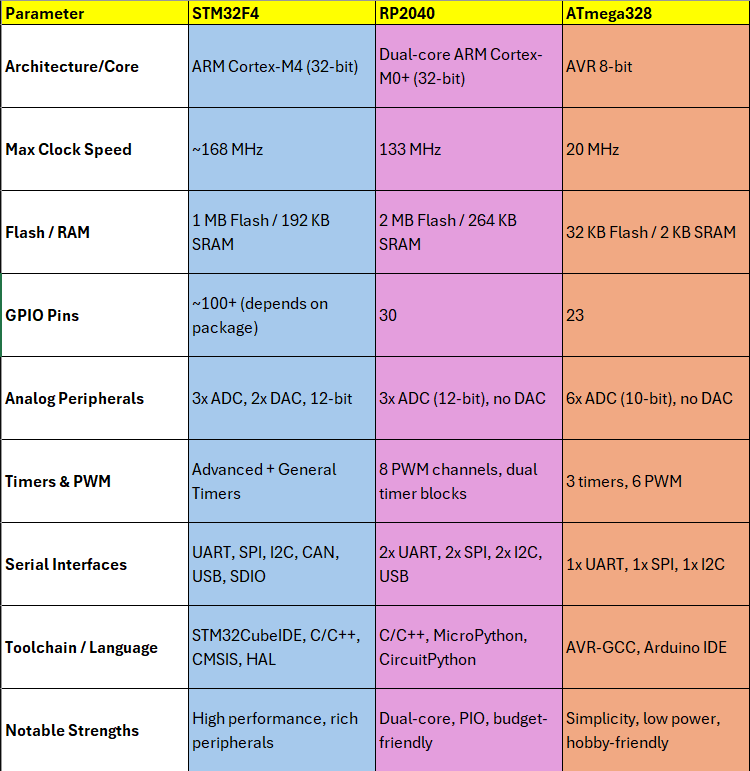 Parameter STM32F4 RP2040 ATmega328
Architecture/Core ARM Cortex-M4 (32-bit) Dual-core ARM Cortex-
M0+ (32-bit) AVR 8-bit
Max Clock Speed ~168 MHz 133 MHz 20 MHz
Flash / RAM 1 MB Flash / 192 KB
SRAM 2 MB Flash / 264 KB
SRAM 32 KB Flash / 2 KB SRAM
GPIO Pins ~100+ (depends on
package) 30 23
Analog Peripherals 3x ADC, 2x DAC, 12-bit 3x ADC (12-bit), no DAC 6x ADC (10-bit), no DAC
Timers & PWM Advanced + General
Timers 8 PWM channels, dual
timer blocks 3 timers, 6 PWM
Serial Interfaces UART, SPI, I2C, CAN,
USB, SDIO 2x UART, 2x SPI, 2x I2C,
USB 1x UART, 1x SPI, 1x I2C
Toolchain / Language STM32CubeIDE, C/C++,
CMSIS, HAL C/C++, MicroPython,
CircuitPython AVR-GCC, Arduino IDE
Notable Strengths High performance, rich
peripherals Dual-core, PIO, budget-
friendly Simplicity, low power,
hobby-friendly